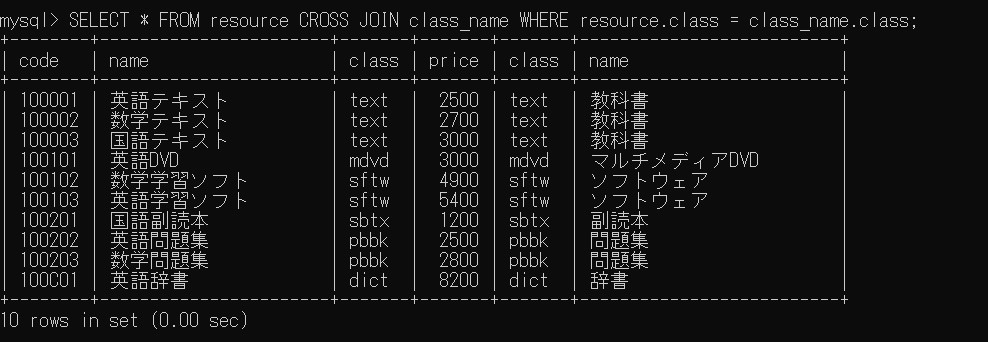 mysql> SELECT * FROM resource CROSS JOIN class_name WHERE resource.class = class_name.class;
+--------+----------------------+-------+-------+-------+------------------------+
| code | name | class | price | class | name |
+--------+----------------------+-------+-------+-------+------------------------+
| 100001 | 英語テキスト | text | 2500 | text | 教科書 |
| 100002 | 数学テキスト | text | 2700 | text | 教科書 |
| 100003 | 国語テキスト | text | 3000 | text | 教科書 |
| 100101 | 英語DVD | mdvd | 3000 | mdvd | マルチメディアDVD |
| 100102 | 数学学習ソフト | sftw | 4900 | sftw | ソフトウェア |
| 100103 | 英語学習ソフト | sftw | 5400 | sftw | ソフトウェア |
| 100201 | 国語副読本 | sbtx | 1200 | sbtx | 副読本 |
| 100202 | 英語問題集 | pbbk | 2500 | pbbk | 問題集 |
| 100203 | 数学問題集 | pbbk | 2800 | pbbk | 問題集 |
| 100C01 | 英語辞書 | dict | 8200 | dict | 辞書 |
+--------+----------------------+-------+-------+-------+------------------------+
10 rows in set (0.00 sec)